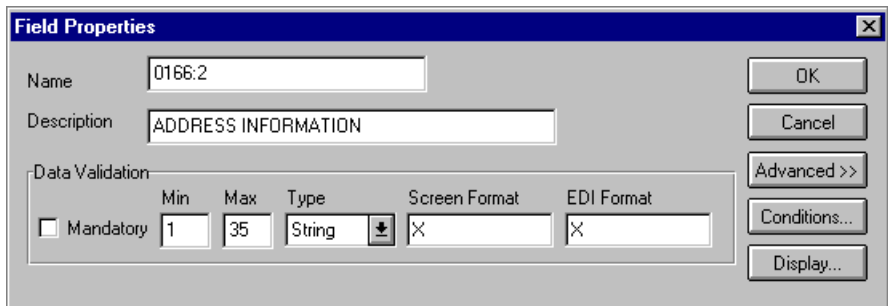 Field Properties
Name 0166:2 OK
Description ADDRESS INFORMATION Cancel
Data Validation Advanced >>
Min Max Type Screen Format EDI Format
Mandatory 1 35 String X X Conditions...
Display...